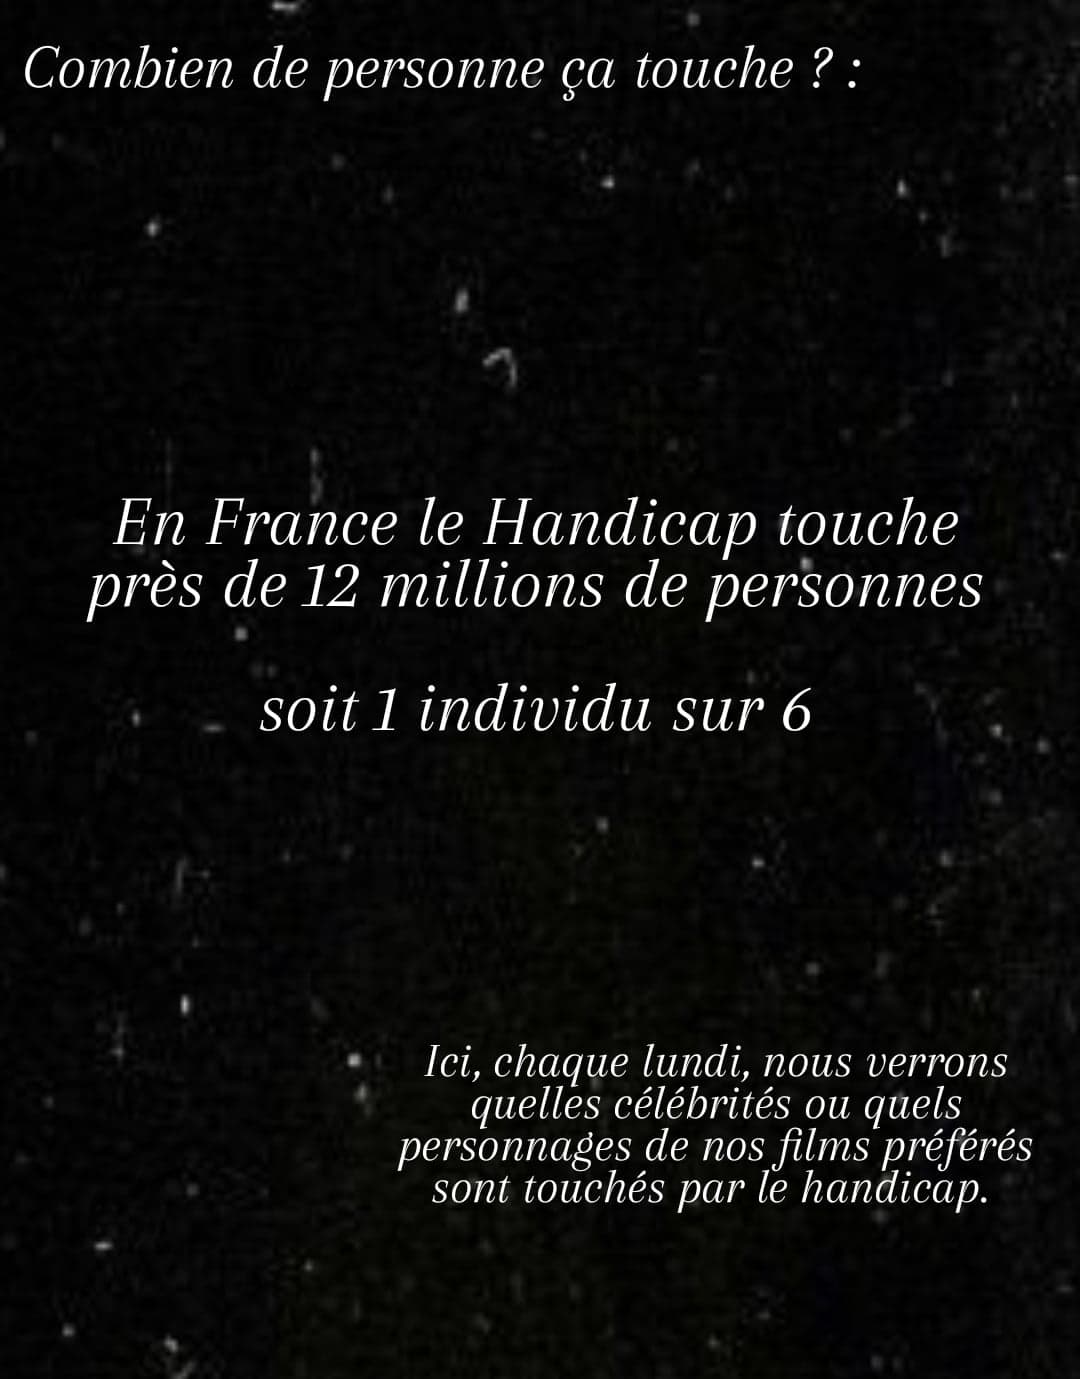 Combien de personne ça touche ? :
En France le Handicap touche
près de 12 millions de personnes
soit 1 individu sur 6
Ici, chaque lundi, nous verrons
quelles célébrités ou quels
personnages de nos films préférés
sont touchés par le handicap.